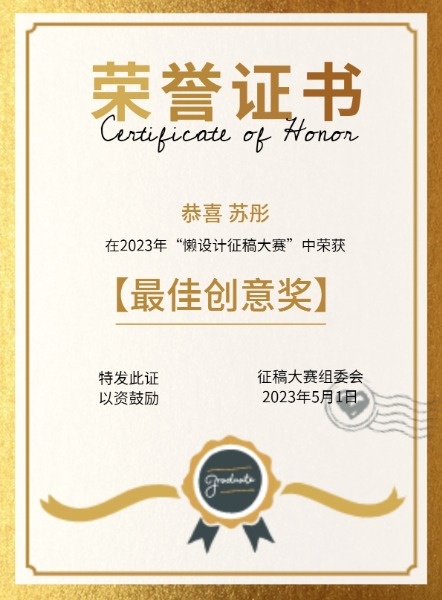 荣誉证书
Certificate of Honor
恭喜 苏彤
在2023年“懒设计征稿大赛”中荣获
【最佳创意奖】
特发此证
以资鼓励
征稿大赛组委会
2023年5月1日
graduate